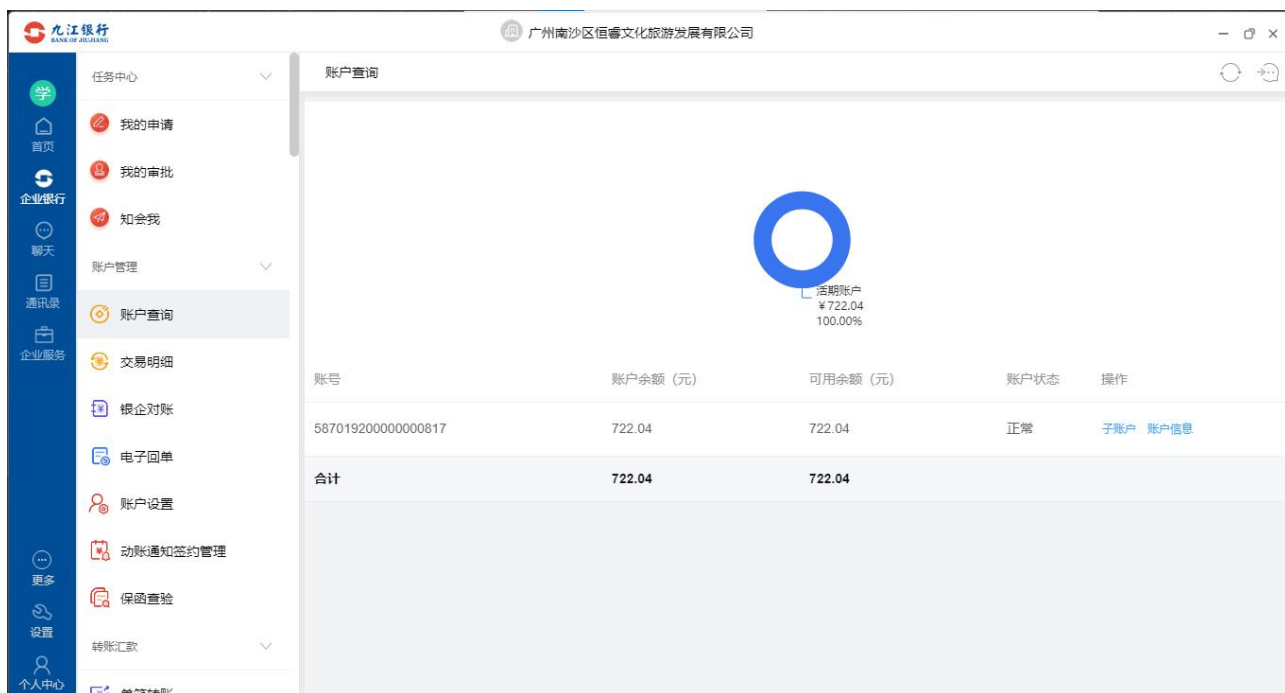 九江银行
BANK OF JIUJIANG
广州南沙区恒睿文化旅游发展有限公司
学
首页
企业银行
聊天
通讯录
企业服务
更多
设置
个人中心
任务中心
我的申请
我的审批
知会我
账户管理
账户查询
交易明细
银企对账
电子回单
账户设置
动账通知签约管理
保函查验
转账汇款
单笔转账
账户查询
活期账户
¥722.04
100.00%
账号 账户余额（元） 可用余额（元） 账户状态 操作
587019200000000817 722.04 722.04 正常 子账户 账户信息
合计 722.04 722.04